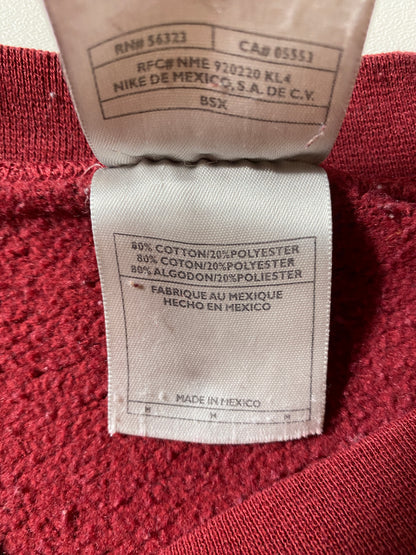 RN# 56323 CA# 05553
RFC# NME 920220 KL4
NIKE DE MEXICO, S.A. DE C.V.
BSX
80% COTTON/20% POLYESTER
80% COTON/20% POLYESTER
80% ALGODON/20% POLIESTER
FABRIQUE AU MEXIQUE
HECHO EN MEXICO
MADE IN MEXICO
M M M